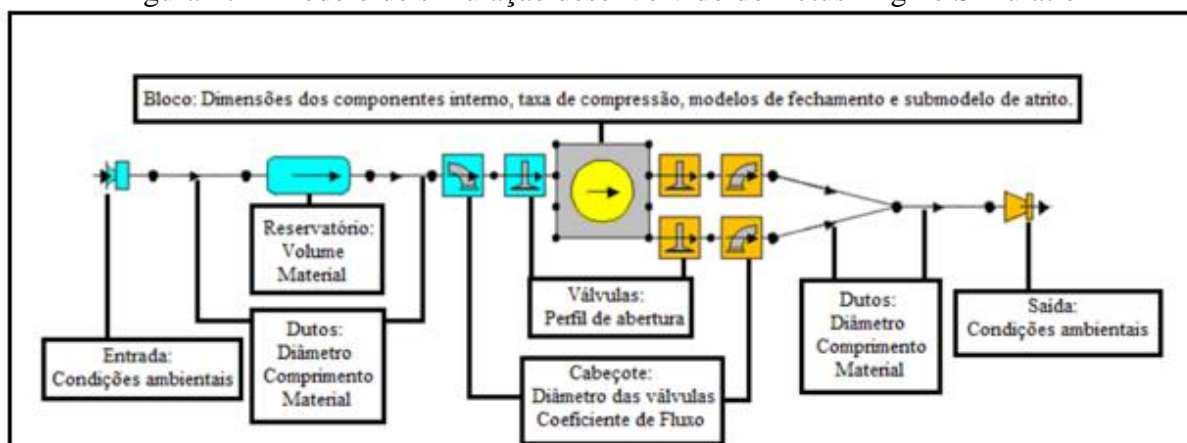 Bloco: Dimensões dos componentes interno, taxa de compressão, modelos de fechamento e submodelo de atrito.
Reservatório:
Volume
Material
Válvulas:
Perfil de abertura
Entrada:
Condições ambientais
Dutos:
Diâmetro
Comprimento
Material
Cabeçote:
Diâmetro das válvulas
Coeficiente de Fluxo
Dutos:
Diâmetro
Comprimento
Material
Saída:
Condições ambientais